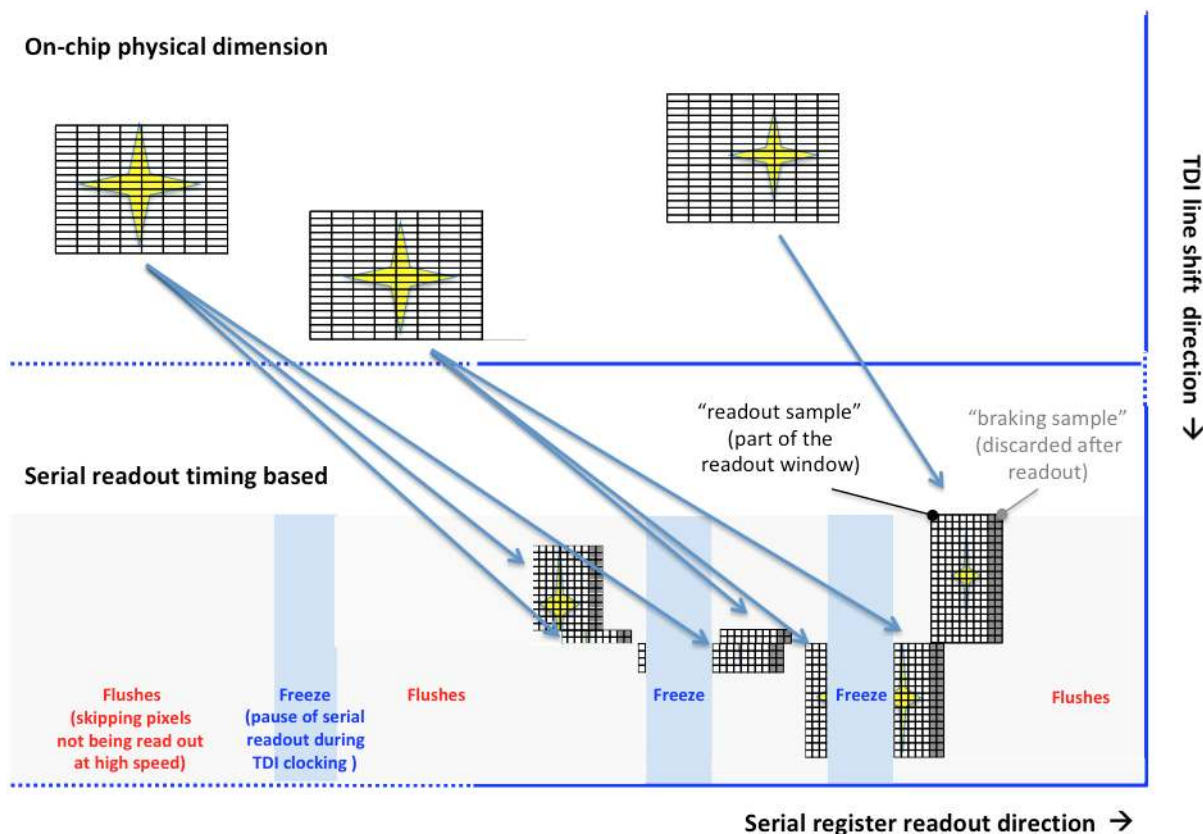 On-chip physical dimension
TDI line shift direction →
"readout sample"
(part of the
readout window)
"braking sample"
(discarded after
readout)
Serial readout timing based
Flushes
(skipping pixels
not being read out
at high speed)
Freeze
(pause of serial
readout during
TDI clocking )
Flushes
Freeze
Freeze
Flushes
Serial register readout direction →